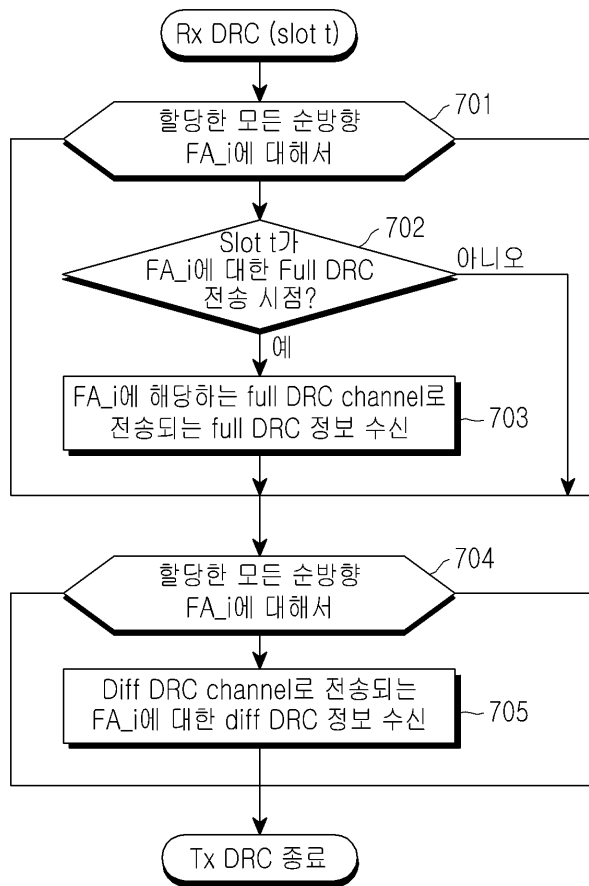 Rx DRC (slot t)
할당한 모든 순방향
FA_i에 대해서
701
Slot t가
FA_i에 대한 Full DRC
전송 시점?
702
아니오
예
FA_i에 해당하는 full DRC channel로
전송되는 full DRC 정보 수신
703
할당한 모든 순방향
FA_i에 대해서
704
Diff DRC channel로 전송되는
FA_i에 대한 diff DRC 정보 수신
705
Tx DRC 종료